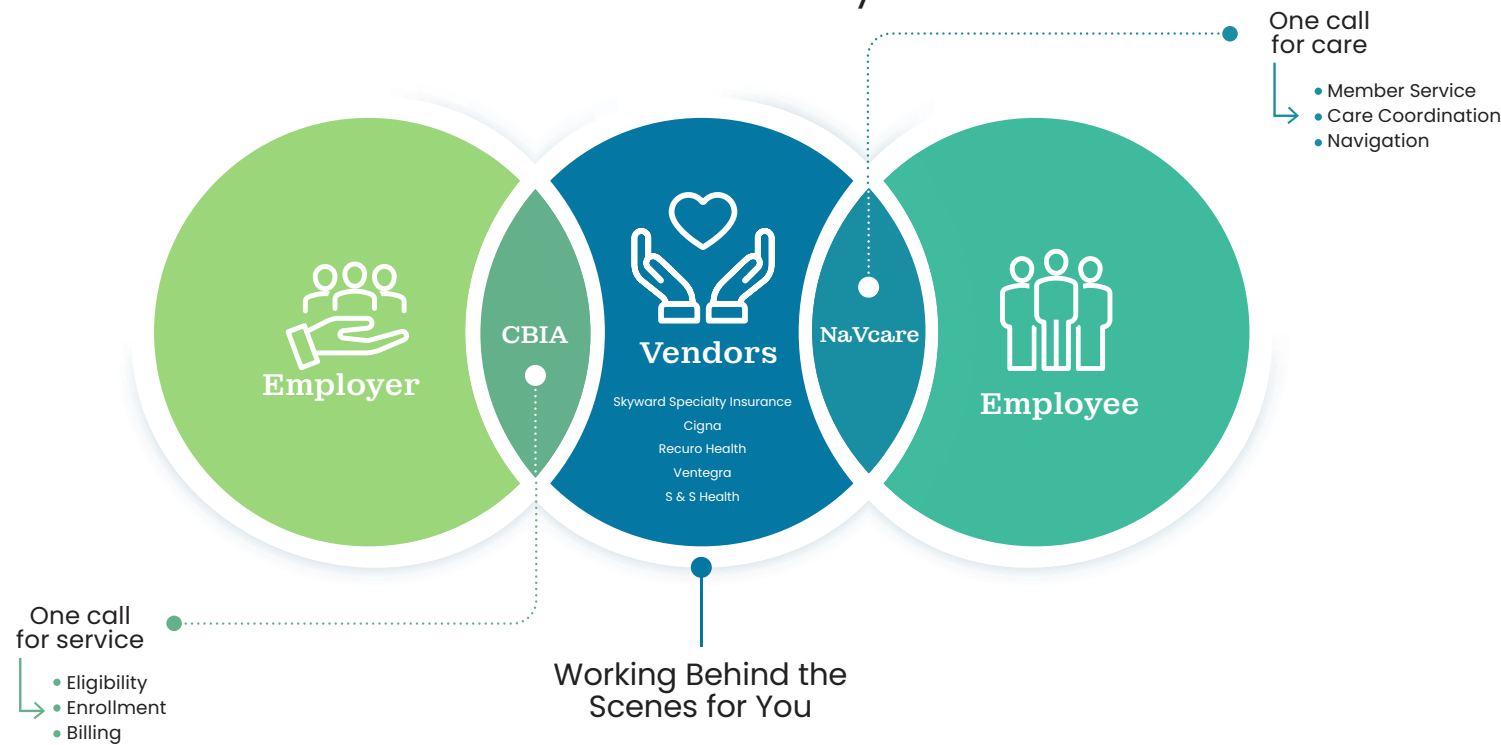 One call
for care
• Member Service
• Care Coordination
• Navigation
Employer
CBIA
Vendors
Skyward Specialty Insurance
Cigna
Recuro Health
Ventegra
S & S Health
NaVcare
Employee
One call
for service
• Eligibility
• Enrollment
• Billing
Working Behind the
Scenes for You